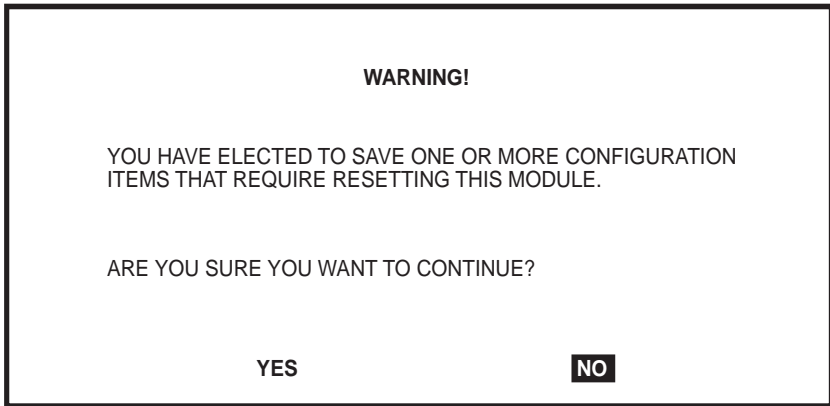 WARNING!
YOU HAVE ELECTED TO SAVE ONE OR MORE CONFIGURATION
ITEMS THAT REQUIRE RESETTING THIS MODULE.
ARE YOU SURE YOU WANT TO CONTINUE?
YES NO